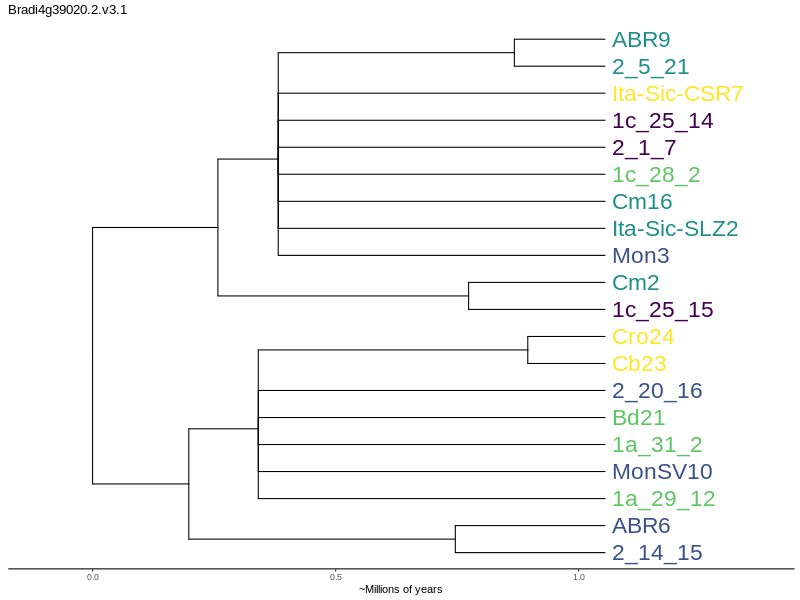 Bradi4g39020.2.v3.1
ABR9
2_5_21
Ita-Sic-CSR7
1c_25_14
2_1_7
1c_28_2
Cm16
Ita-Sic-SLZ2
Mon3
Cm2
1c_25_15
Cro24
Cb23
2_20_16
Bd21
1a_31_2
MonSV10
1a_29_12
ABR6
2_14_15
0.0 0.5 1.0
~Millions of years